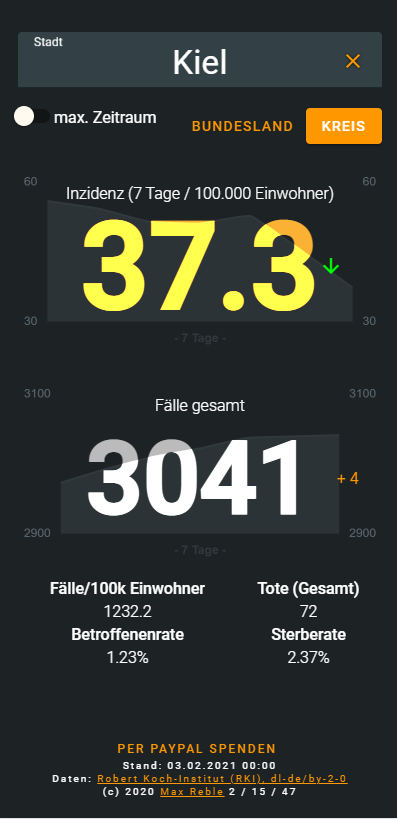 Stadt
Kiel
max. Zeitraum
BUNDESLAND KREIS
60 60
Inzidenz (7 Tage / 100.000 Einwohner)
37.3
30 30
- 7 Tage -
3100 3100
Fälle gesamt
3041
+ 4
2900 2900
- 7 Tage -
Fälle/100k Einwohner Tote (Gesamt)
1232.2 72
Betroffenenrate Sterberate
1.23% 2.37%
PER PAYPAL SPENDEN
Stand: 03.02.2021 00:00
Daten: Robert Koch-Institut (RKI), dl-de/by-2-0
(c) 2020 Max Reble 2 / 15 / 47